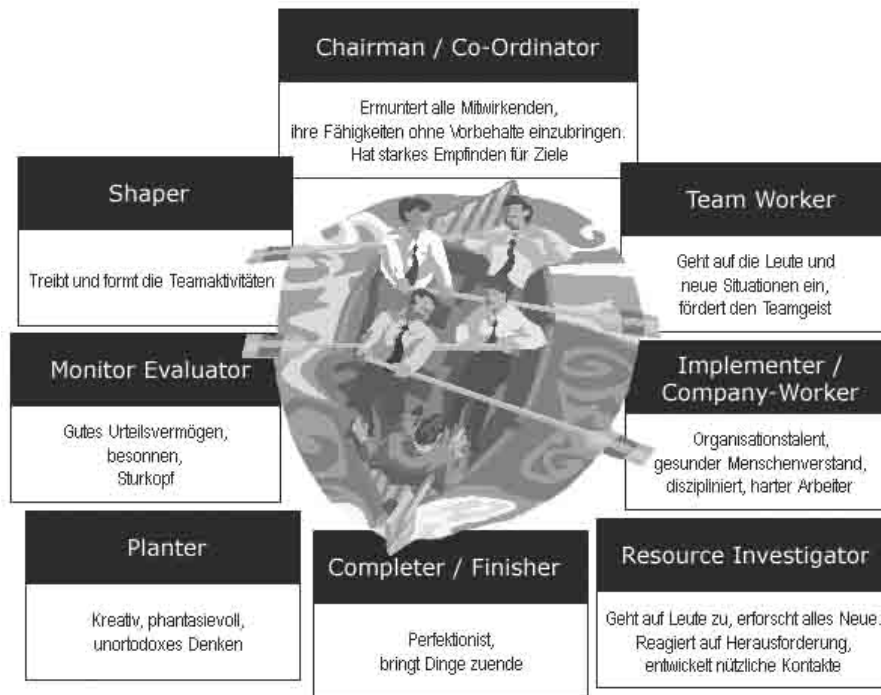 Chairman / Co-Ordinator
Ermuntert alle Mitwirkenden,
ihre Fähigkeiten ohne Vorbehalte einzubringen.
Hat starkes Empfinden für Ziele
Shaper
Treibt und formt die Teamaktivitäten
Team Worker
Geht auf die Leute und
neue Situationen ein,
fördert den Teamgeist
Monitor Evaluator
Gutes Urteilsvermögen,
besonnen,
Sturkopf
Implementer /
Company-Worker
Organisationstalent,
gesunder Menschenverstand,
diszipliniert, harter Arbeiter
Planter
Kreativ, phantasievoll,
unortodoxes Denken
Completer / Finisher
Perfektionist,
bringt Dinge zuende
Resource Investigator
Geht auf Leute zu, erforscht alles Neue.
Reagiert auf Herausforderung,
entwickelt nützliche Kontakte